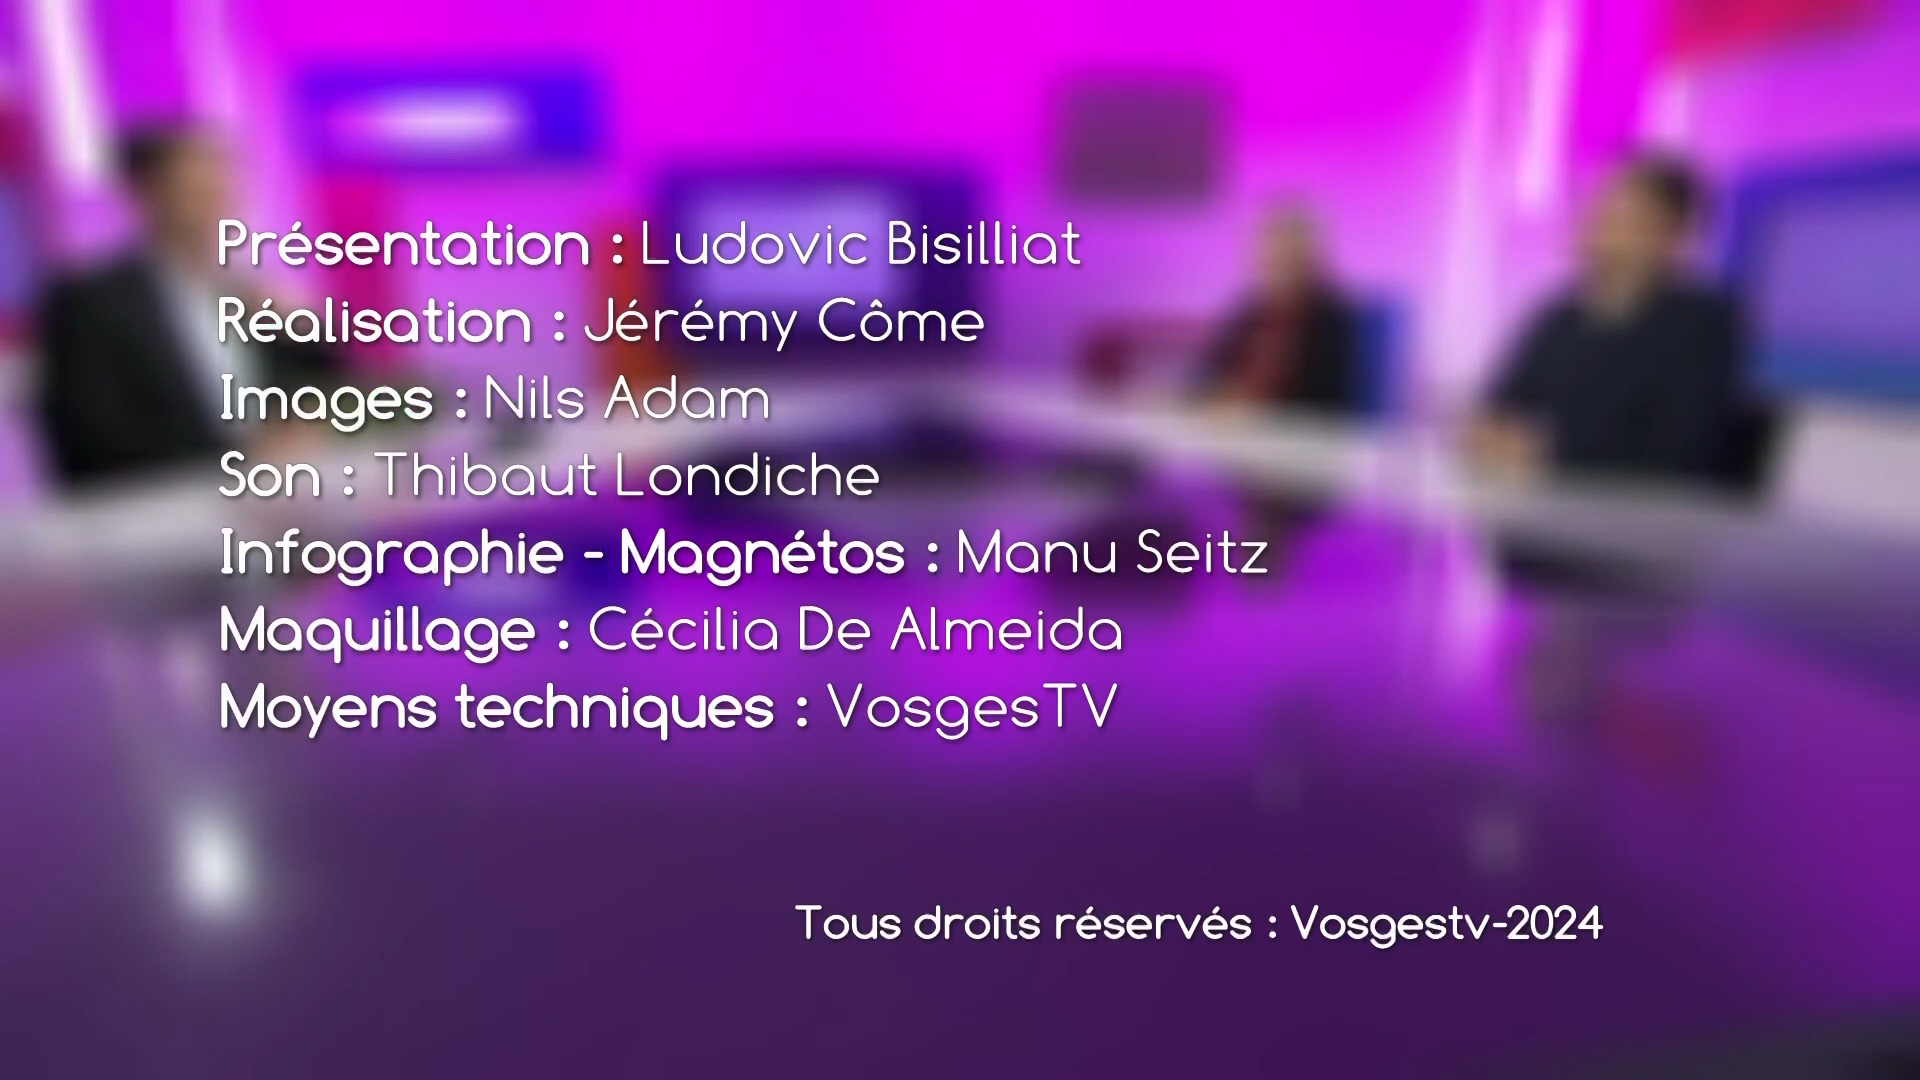 Présentation : Ludovic Bisilliat
Réalisation : Jérémy Côme
Images : Nils Adam
Son : Thibaut Londiche
Infographie - Magnétos : Manu Seitz
Maquillage : Cécilia De Almeida
Moyens techniques : VosgesTV
Tous droits réservés : Vosgestv-2024